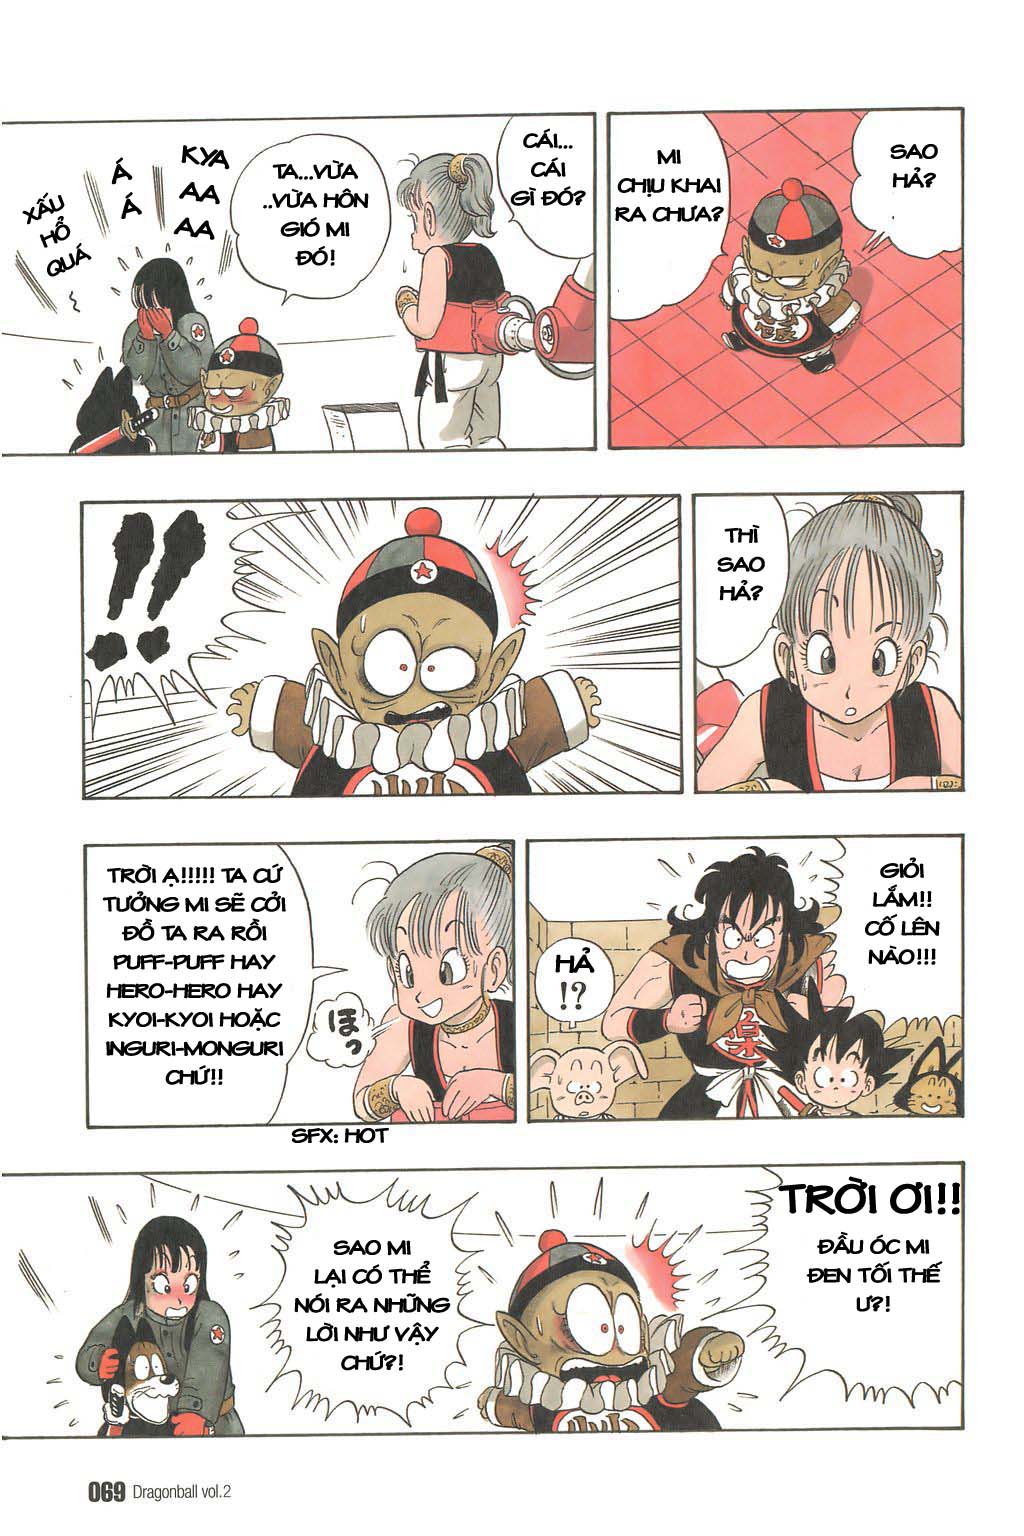 SAO
HẢ?
MI
CHỊU KHAI
RA CHƯA?
CÁI...
CÁI
GÌ ĐÓ?
TA...VỪA
..VỪA HÔN
GIÓ MI
ĐÓ!
KYA
AA
AA
Á
Á
XẤU
HỔ
QUÁ
THÌ
SAO
HẢ?
!!
GIỎI
LẮM!!
CỐ LÊN
NÀO!!!
HẢ
!?
TRỜI Ạ!!!!! TA CỨ
TƯỞNG MI SẼ CỞI
ĐỒ TA RA RỒI
PUFF-PUFF HAY
HERO-HERO HAY
KYOI-KYOI HOẶC
INGURI-MONGURI
CHỨ!!
ほっ
SFX: HOT
TRỜI ƠI!!
ĐẦU ÓC MI
ĐEN TỐI THẾ
Ư?!
SAO MI
LẠI CÓ THỂ
NÓI RA NHỮNG
LỜI NHƯ VẬY
CHỨ?!
069 Dragonball vol.2